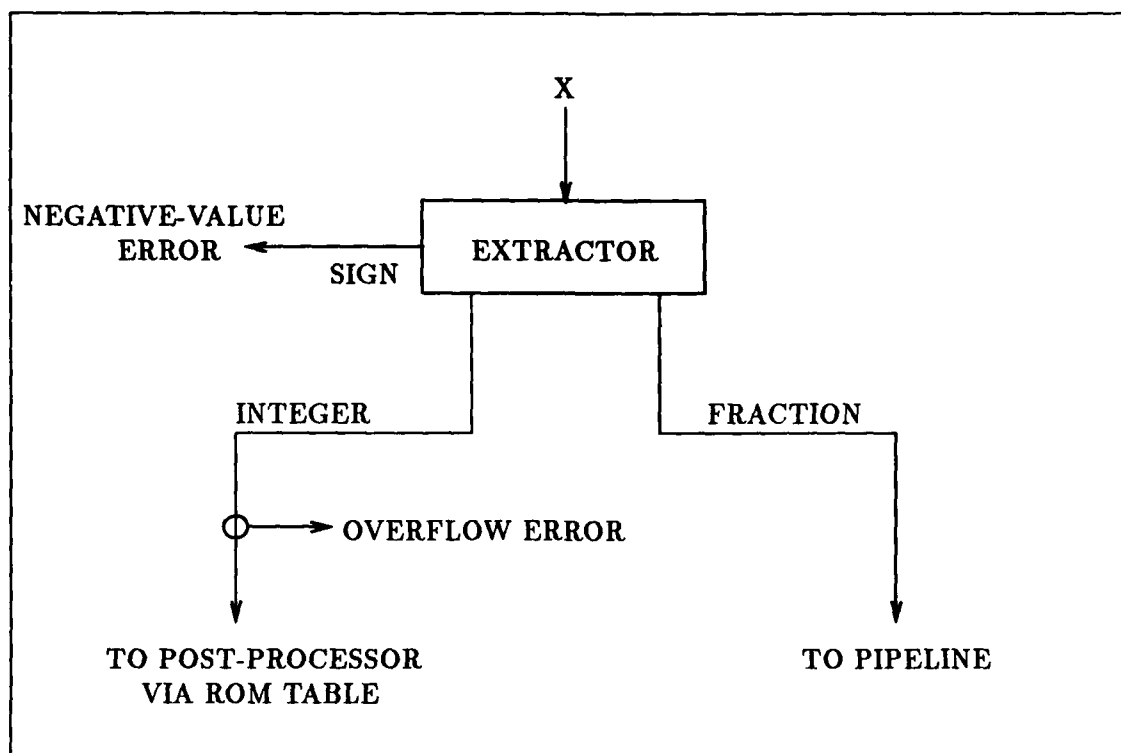 X
NEGATIVE-VALUE
ERROR
EXTRACTOR
SIGN
INTEGER
FRACTION
OVERFLOW ERROR
TO POST-PROCESSOR
VIA ROM TABLE
TO PIPELINE